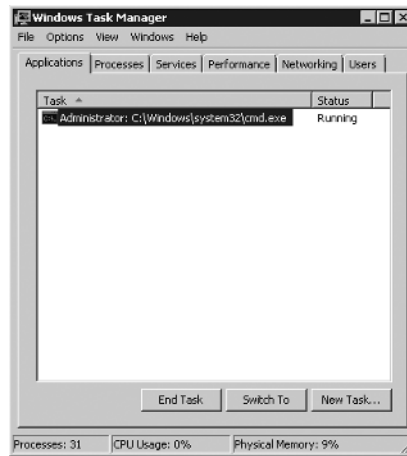 Windows Task Manager
File Options View Windows Help
Applications Processes Services Performance Networking Users
Task Status
Administrator: C:\Windows\system32\cmd.exe Running
End Task Switch To New Task...
Processes: 31 CPU Usage: 0% Physical Memory: 9%